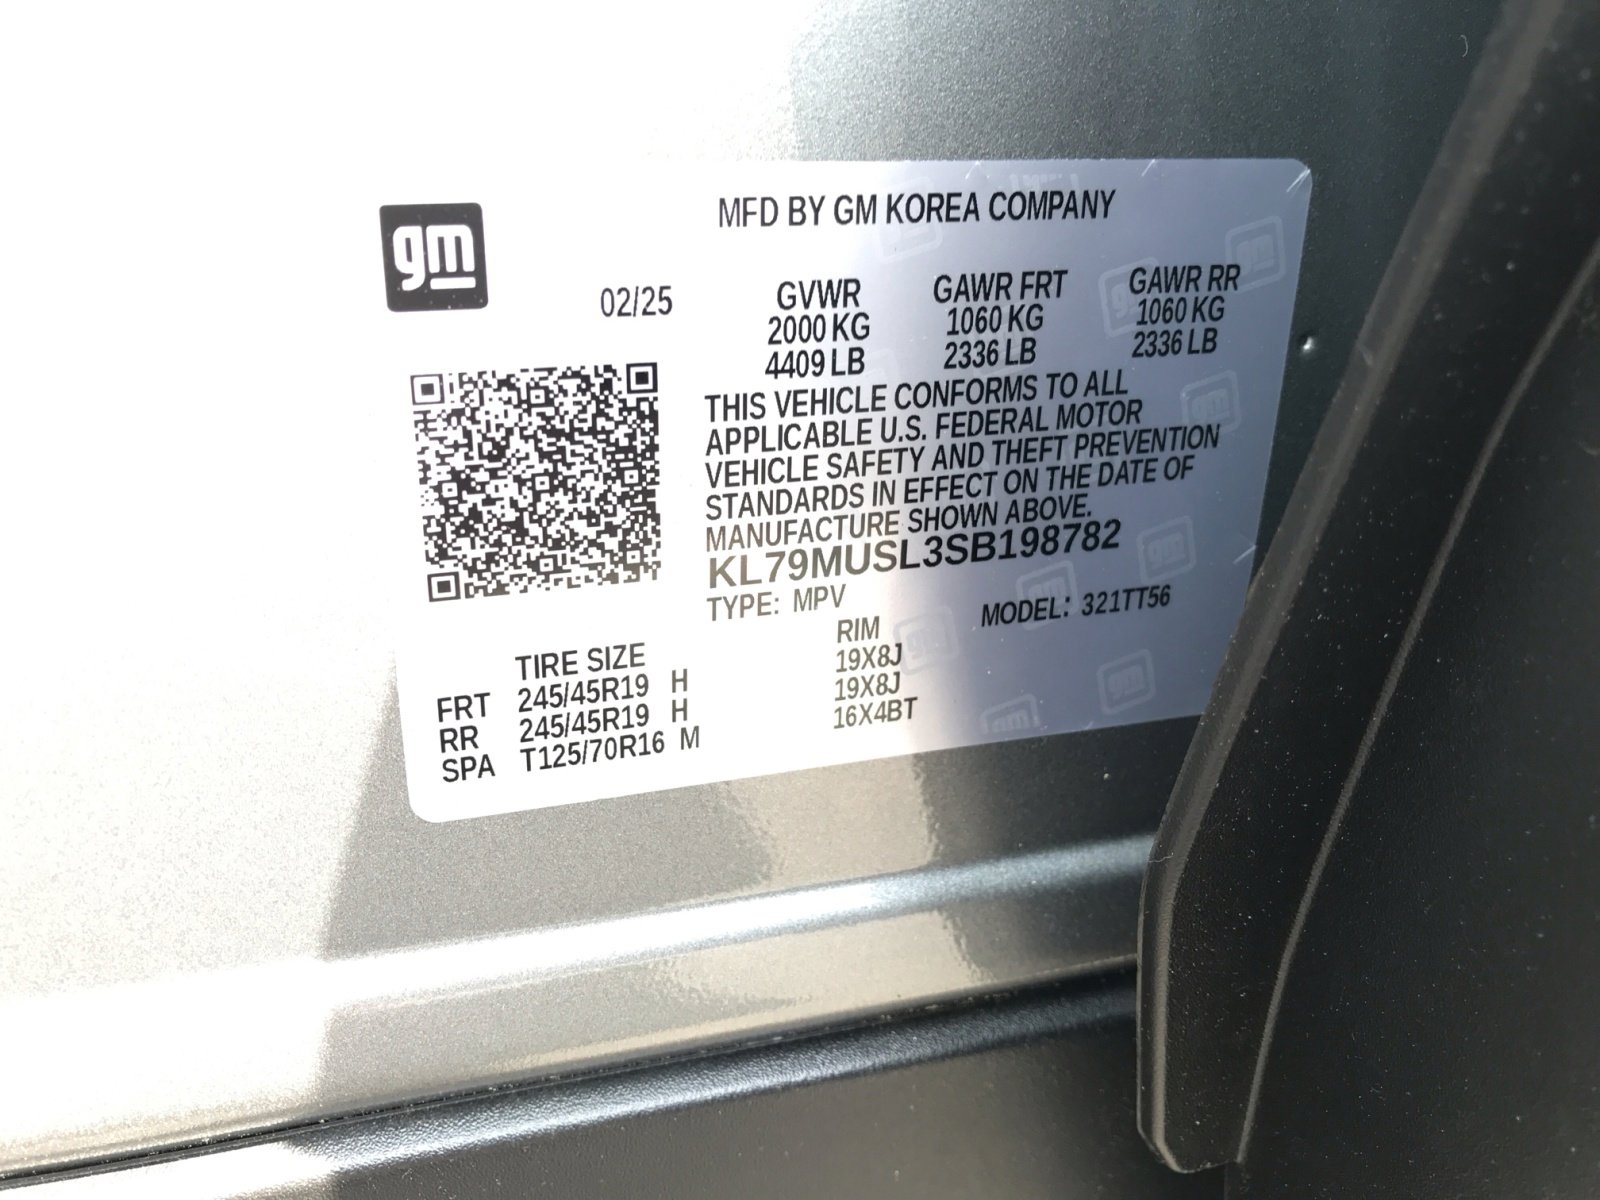 gm
MFD BY GM KOREA COMPANY
02/25
GVWR GAWR FRT GAWR RR
2000 KG 1060 KG 1060 KG
4409 LB 2336 LB 2336 LB
THIS VEHICLE CONFORMS TO ALL
APPLICABLE U.S. FEDERAL MOTOR
VEHICLE SAFETY AND THEFT PREVENTION
STANDARDS IN EFFECT ON THE DATE OF
MANUFACTURE SHOWN ABOVE.
KL79MUSL3SB198782
TYPE: MPV MODEL: 321TT56
TIRE SIZE RIM
FRT 245/45R19 H 19X8J
RR 245/45R19 H 19X8J
SPA T125/70R16 M 16X4BT